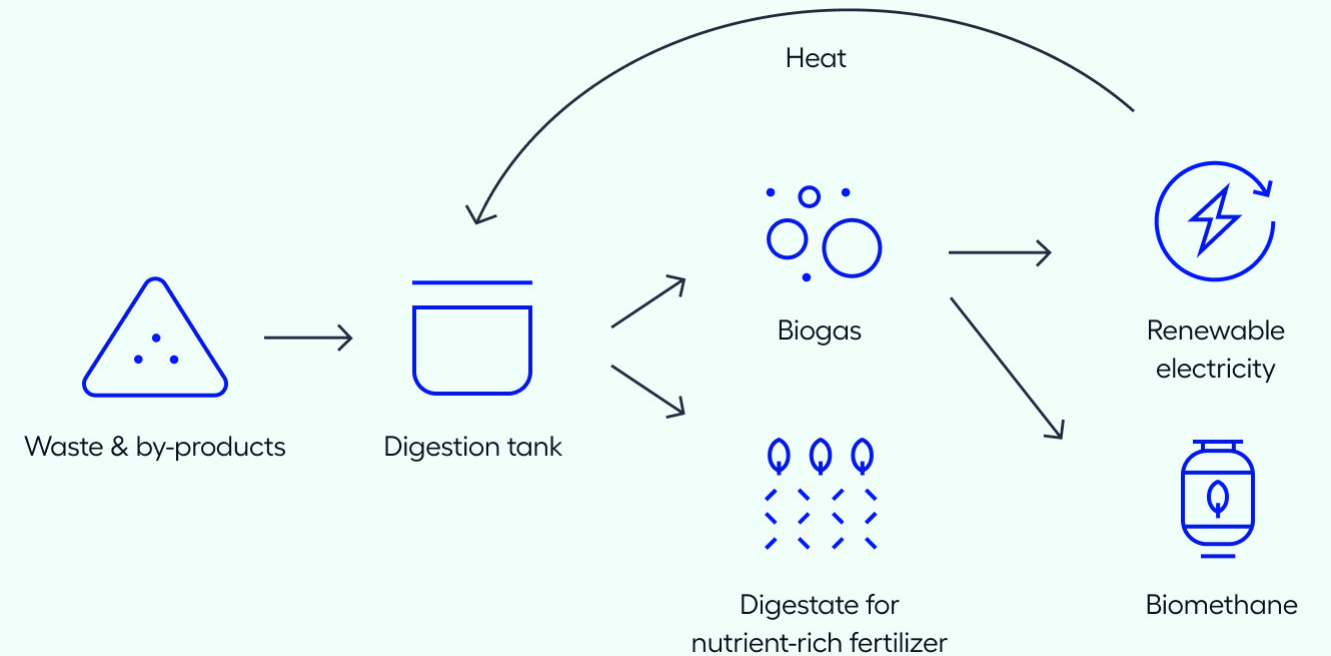 Heat
Waste & by-products
Digestion tank
Biogas
Digestate for
nutrient-rich fertilizer
Renewable
electricity
Biomethane